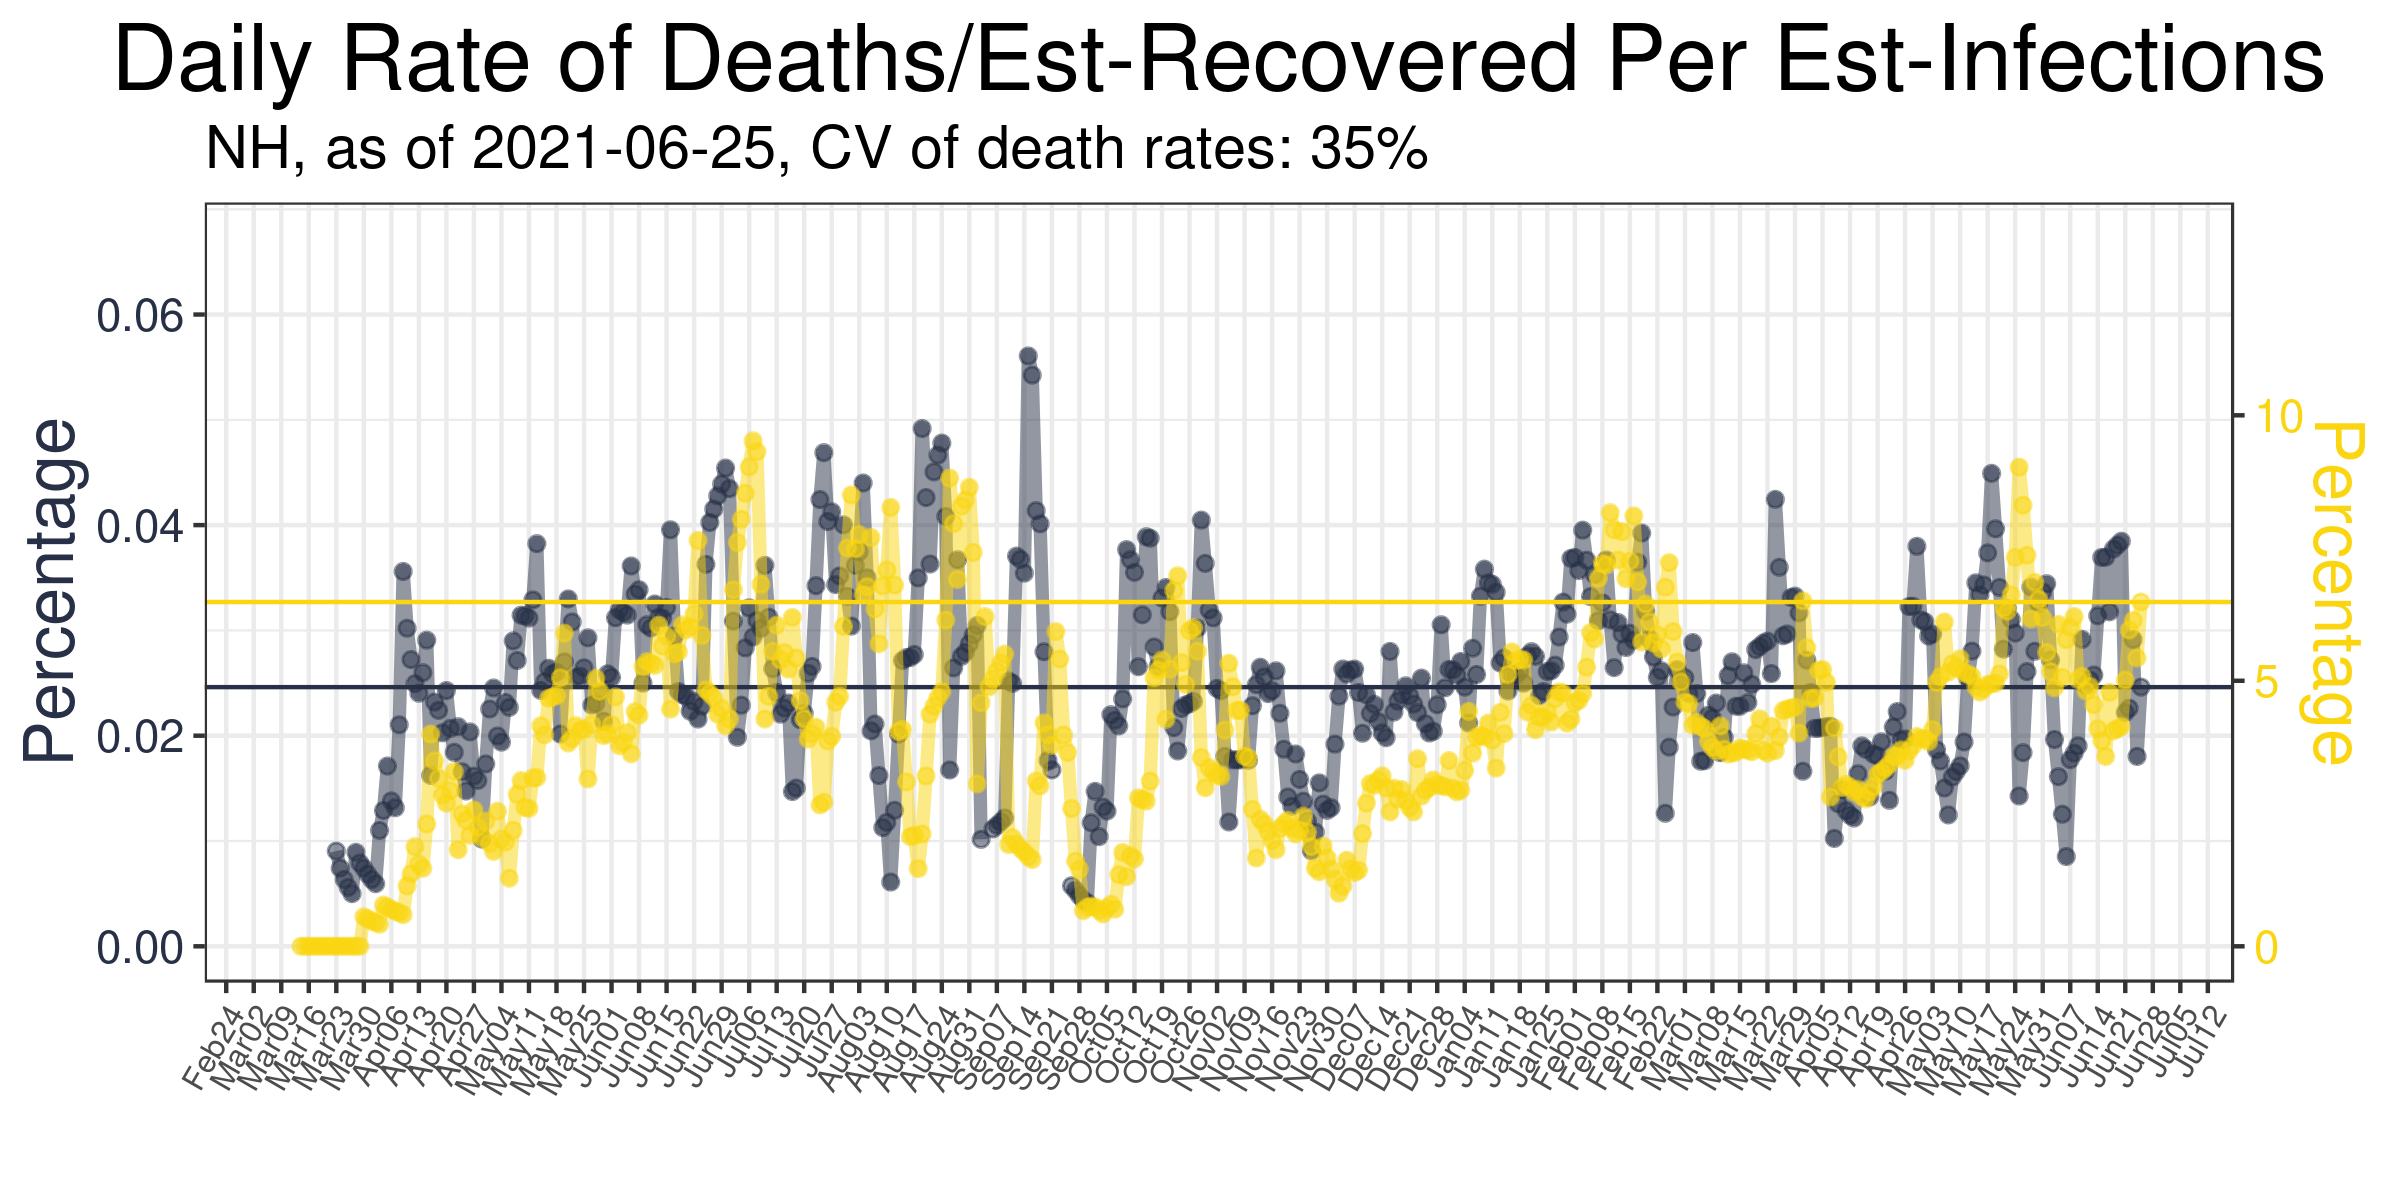 Daily Rate of Deaths/Est-Recovered Per Est-Infections
NH, as of 2021-06-25, CV of death rates: 35%
Percentage
0.06
0.04
0.02
0.00
10
5
0
Percentage
Feb24
Mar02
Mar09
Mar16
Mar23
Mar30
Apr06
Apr13
Apr20
Apr27
May04
May11
May18
May25
Jun01
Jun08
Jun15
Jun22
Jun29
Jul06
Jul13
Jul20
Jul27
Aug03
Aug10
Aug17
Aug24
Aug31
Sep07
Sep14
Sep21
Sep28
Oct05
Oct12
Oct19
Oct26
Nov02
Nov09
Nov16
Nov23
Nov30
Dec07
Dec14
Dec21
Dec28
Jan04
Jan11
Jan18
Jan25
Feb01
Feb08
Feb15
Feb22
Mar01
Mar08
Mar15
Mar22
Mar29
Apr05
Apr12
Apr19
Apr26
May03
May10
May17
May24
May31
Jun07
Jun14
Jun21
Jun28
Jul05
Jul12